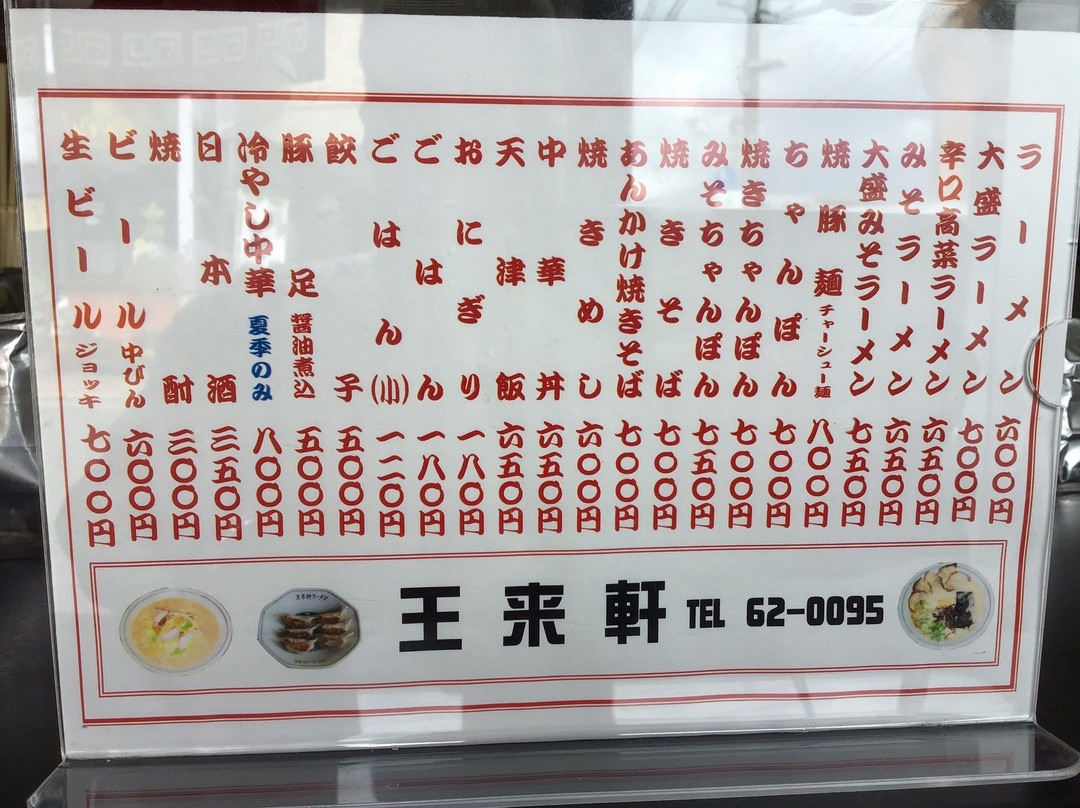 ラーメン 六〇〇円
大盛ラーメン 七〇〇円
辛口高菜ラーメン 六五〇円
みそラーメン 六五〇円
大盛みそラーメン 七五〇円
焼豚麺 チャーシュー麺 八〇〇円
ちゃんぽん 七〇〇円
焼きちゃんぽん 七〇〇円
みそちゃんぽん 七五〇円
焼きそば 七〇〇円
あんかけ焼きそば 七〇〇円
焼きめし 六〇〇円
中華丼 六五〇円
天津飯 六五〇円
おにぎり 一八〇円
ごはん 一八〇円
ごはん(小) 一二〇円
餃子 五〇〇円
豚足 醤油煮込 五〇〇円
冷やし中華 夏季のみ 八〇〇円
日本酒 三五〇円
焼酎 三〇〇円
ビール 中びん 六〇〇円
生ビール ジョッキ 七〇〇円
王来軒 TEL 62-0095
王来軒ラーメン